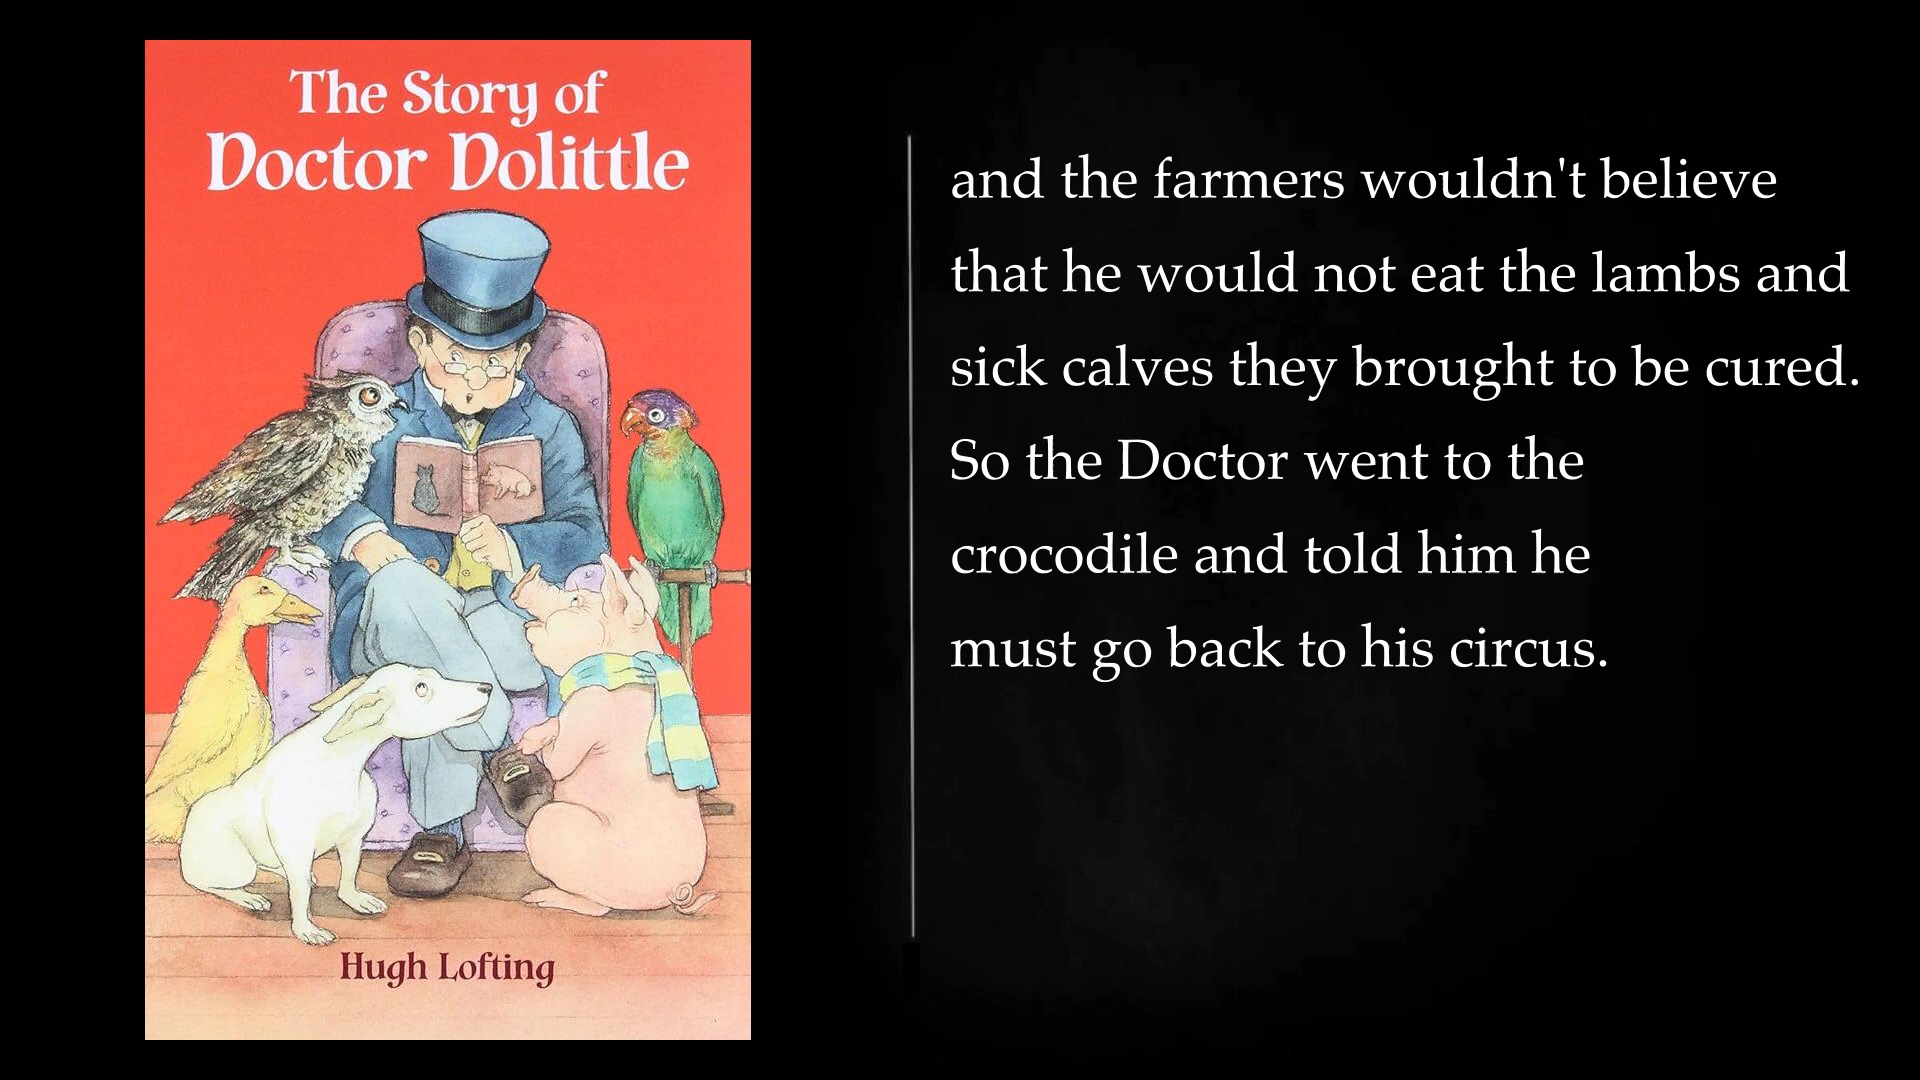 The Story of
Doctor Dolittle
Hugh Lofting
and the farmers wouldn't believe
that he would not eat the lambs and
sick calves they brought to be cured.
So the Doctor went to the
crocodile and told him he
must go back to his circus.